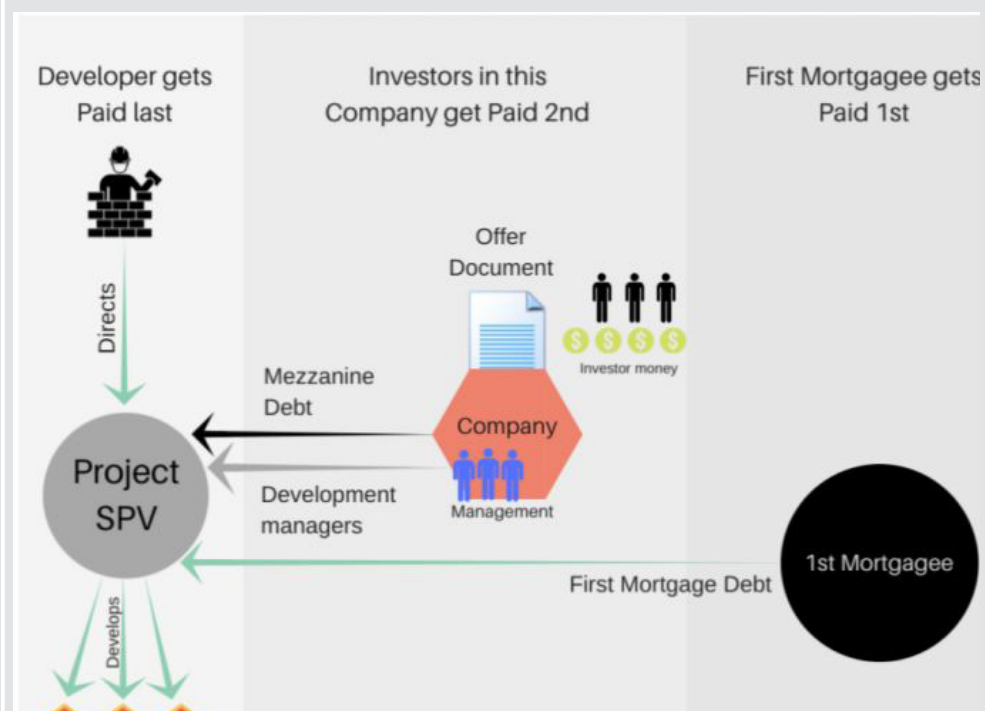 Developer gets
Paid last
Investors in this
Company get Paid 2nd
First Mortgagee gets
Paid 1st
Offer
Document
$ $ $ $
Investor money
Directs
Mezzanine
Debt
Company
Project
SPV
Development
managers
Management
1st Mortgagee
First Mortgage Debt
Develops